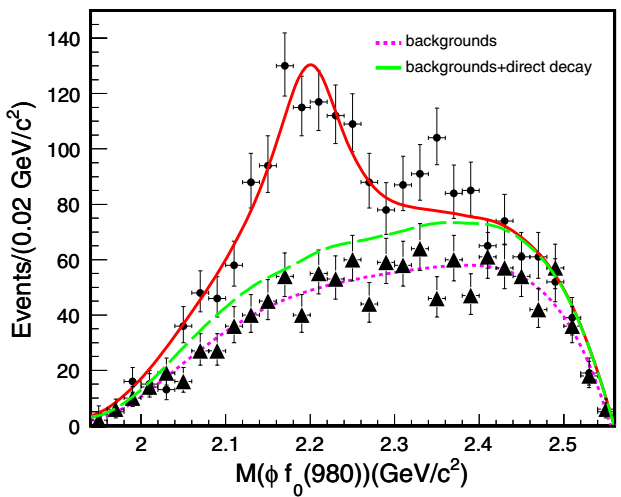 140
120
100
80
60
40
20
0
Events/(0.02 GeV/c²)
backgrounds
backgrounds+direct decay
2 2.1 2.2 2.3 2.4 2.5
M(ϕ f₀(980))(GeV/c²)